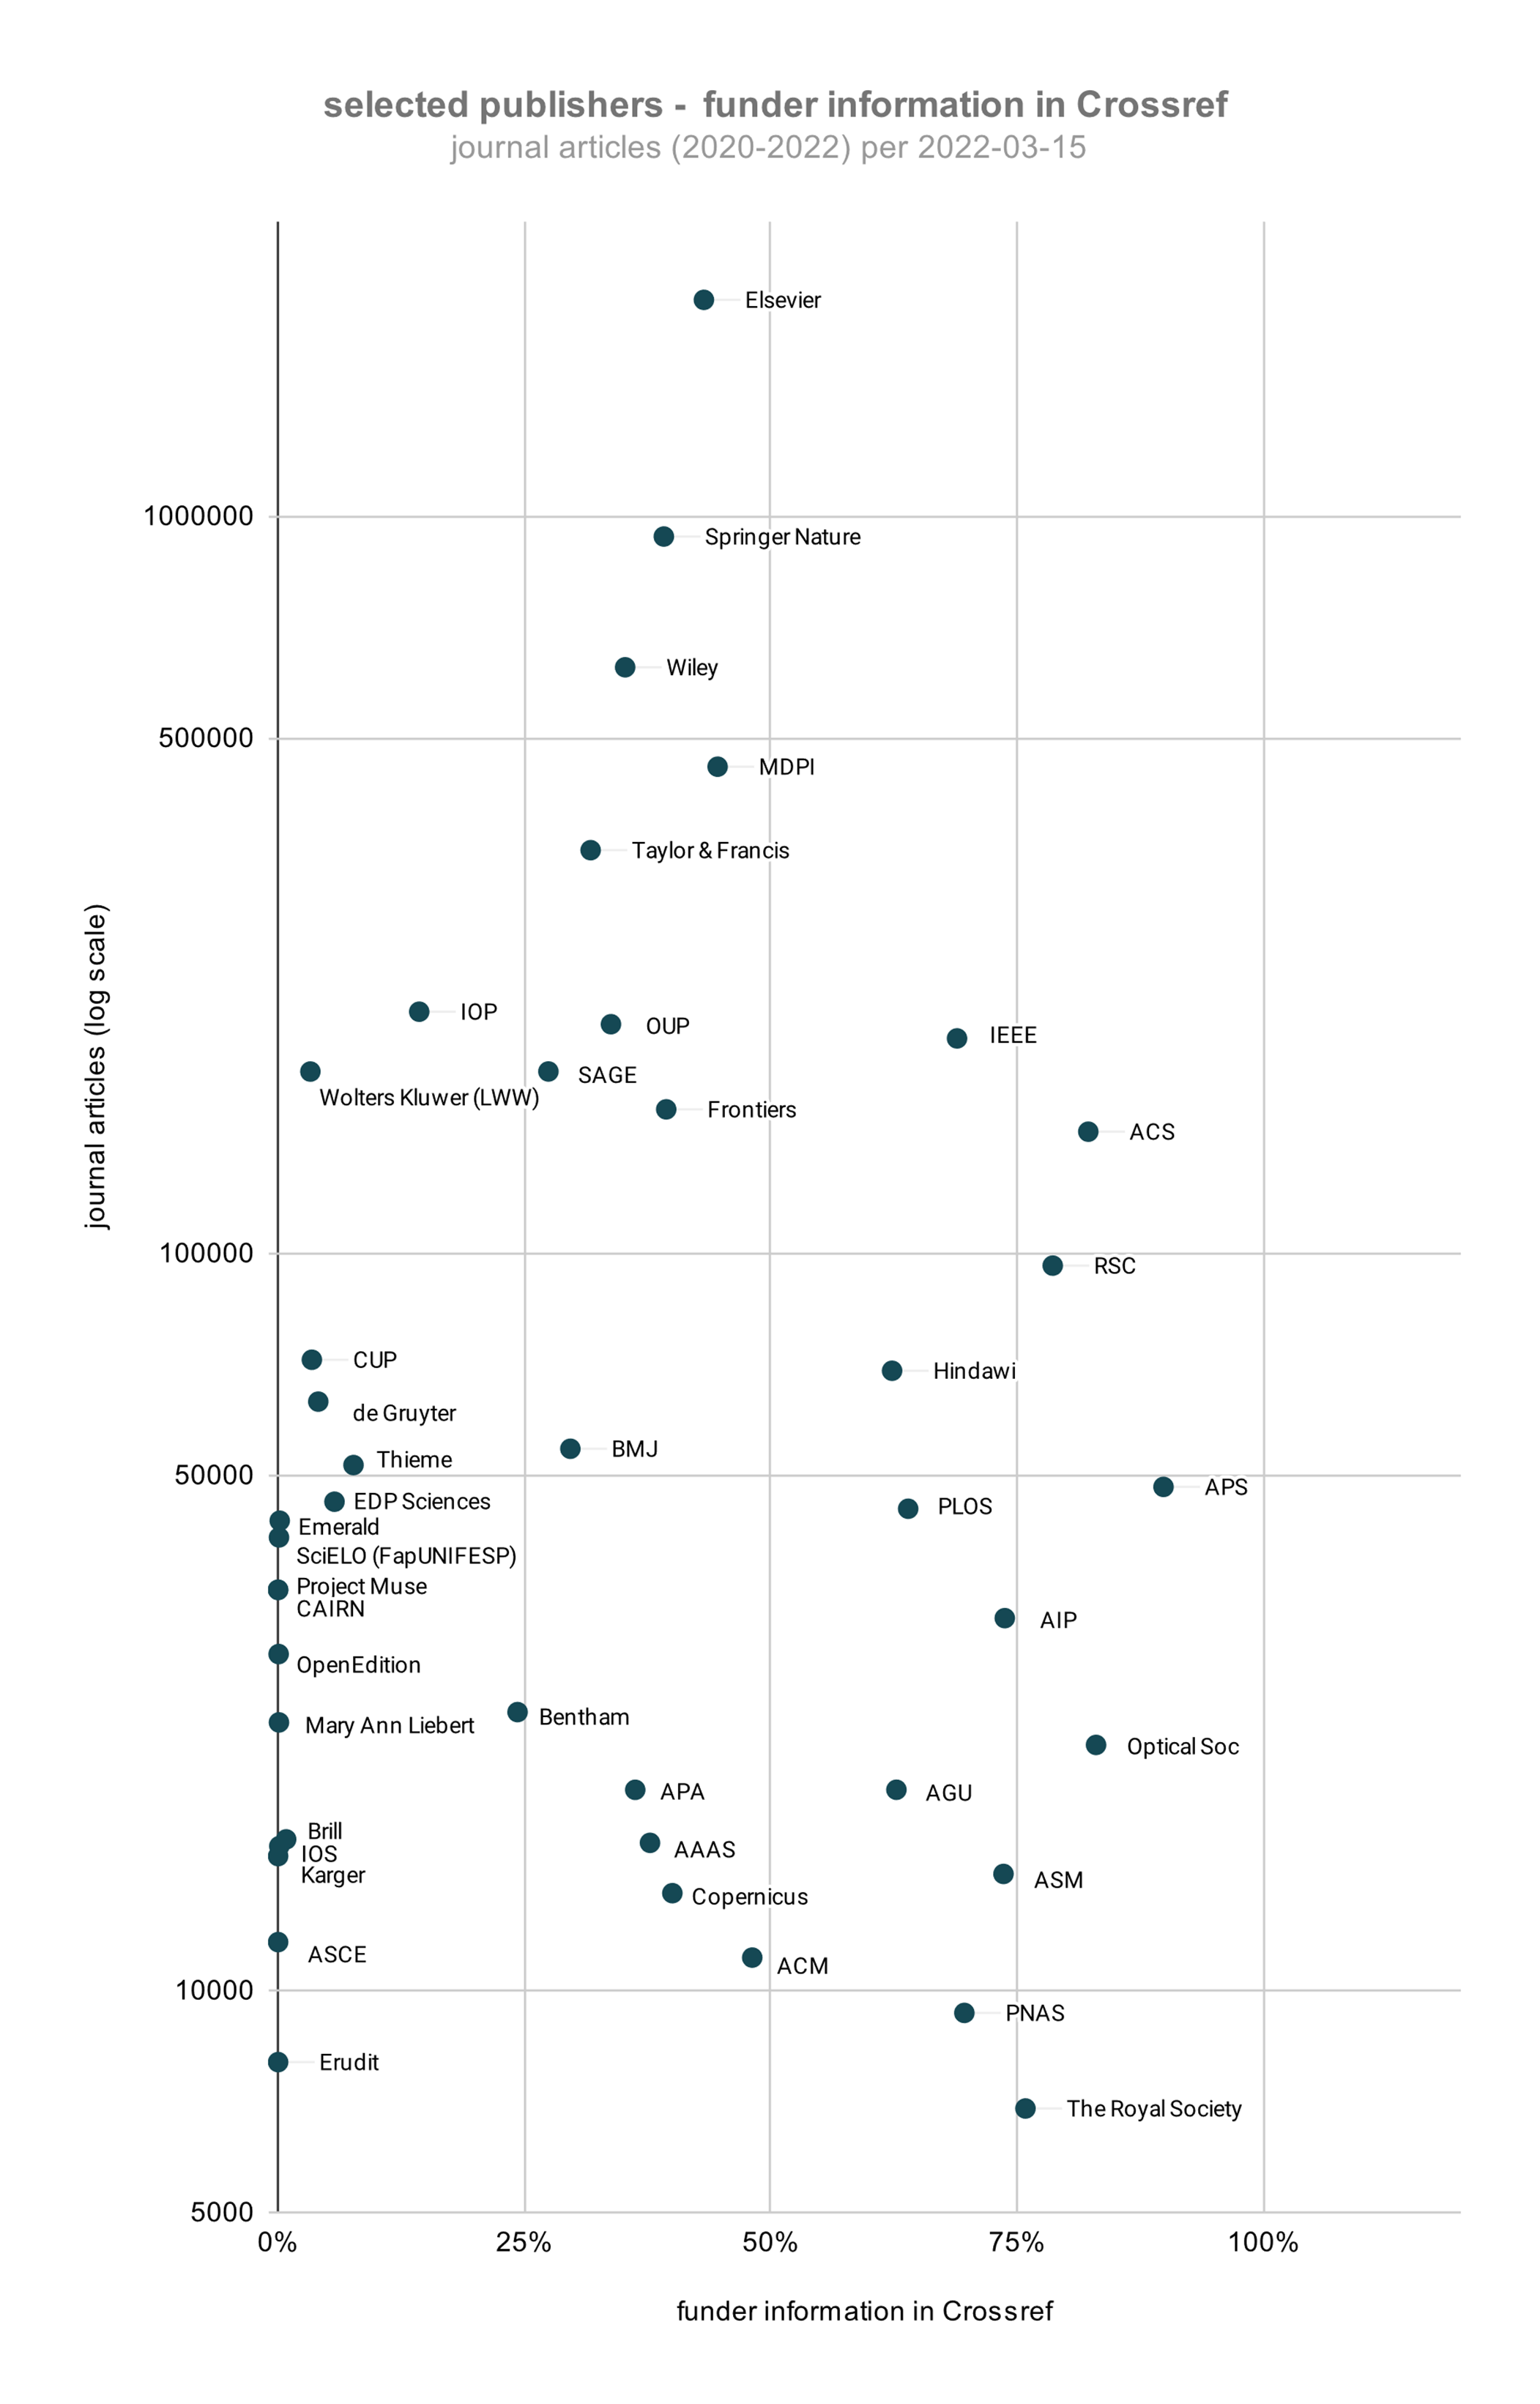 selected publishers - funder information in Crossref
journal articles (2020-2022) per 2022-03-15
Elsevier
1000000
Springer Nature
Wiley
500000
MDPI
Taylor & Francis
journal articles (log scale)
IOP
OUP
IEEE
SAGE
Wolters Kluwer (LWW)
Frontiers
ACS
100000
RSC
CUP
Hindawi
de Gruyter
BMJ
Thieme
50000
APS
EDP Sciences
PLOS
Emerald
SciELO (FapUNIFESP)
Project Muse
CAIRN
AIP
OpenEdition
Bentham
Mary Ann Liebert
Optical Soc
APA
AGU
Brill
AAAS
IOS
Karger
ASM
Copernicus
ASCE
ACM
10000
PNAS
Erudit
The Royal Society
5000
0%
25%
50%
75%
100%
funder information in Crossref